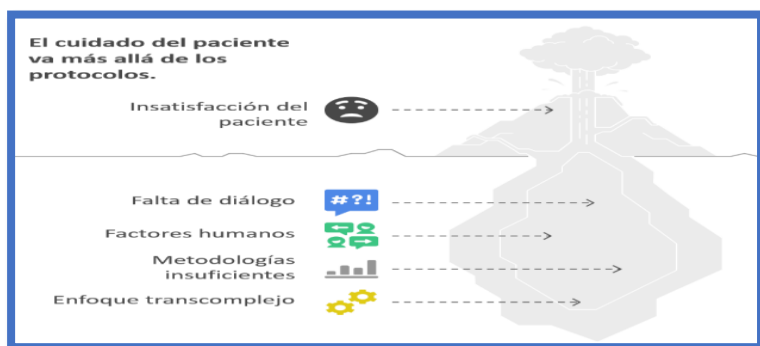 El cuidado del paciente
va más allá de los
protocolos.
Insatisfacción del
paciente
Falta de diálogo
#?!
Factores humanos
Metodologías
insuficientes
Enfoque transcomplejo